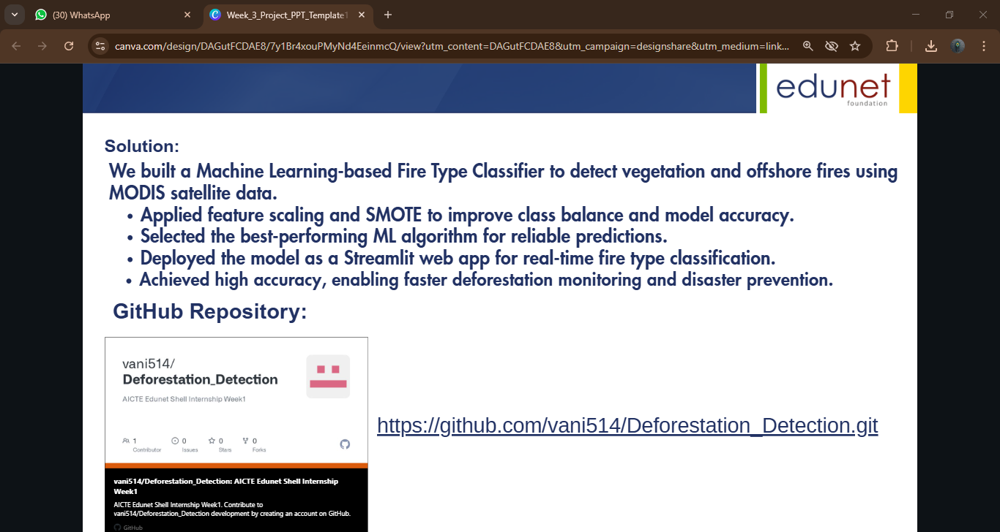 (30) WhatsApp
Week_3_Project_PPT_Template1
canva.com/design/DAGutFCDAE8/7y1Br4xouPMyNd4EeinmcQ/view?utm_content=DAGutFCDAE8&utm_campaign=designshare&utm_medium=link...
edunet
foundation
Solution:
We built a Machine Learning-based Fire Type Classifier to detect vegetation and offshore fires using
MODIS satellite data.
• Applied feature scaling and SMOTE to improve class balance and model accuracy.
• Selected the best-performing ML algorithm for reliable predictions.
• Deployed the model as a Streamlit web app for real-time fire type classification.
• Achieved high accuracy, enabling faster deforestation monitoring and disaster prevention.
GitHub Repository:
vani514/
Deforestation_Detection
AICTE Edunet Shell Internship Week1
1 0 0 0
Contributor Issues Stars Forks
https://github.com/vani514/Deforestation_Detection.git
vani514/Deforestation_Detection: AICTE Edunet Shell Internship
Week1
AICTE Edunet Shell Internship Week1. Contribute to
vani514/Deforestation_Detection development by creating an account on GitHub.
GitHub